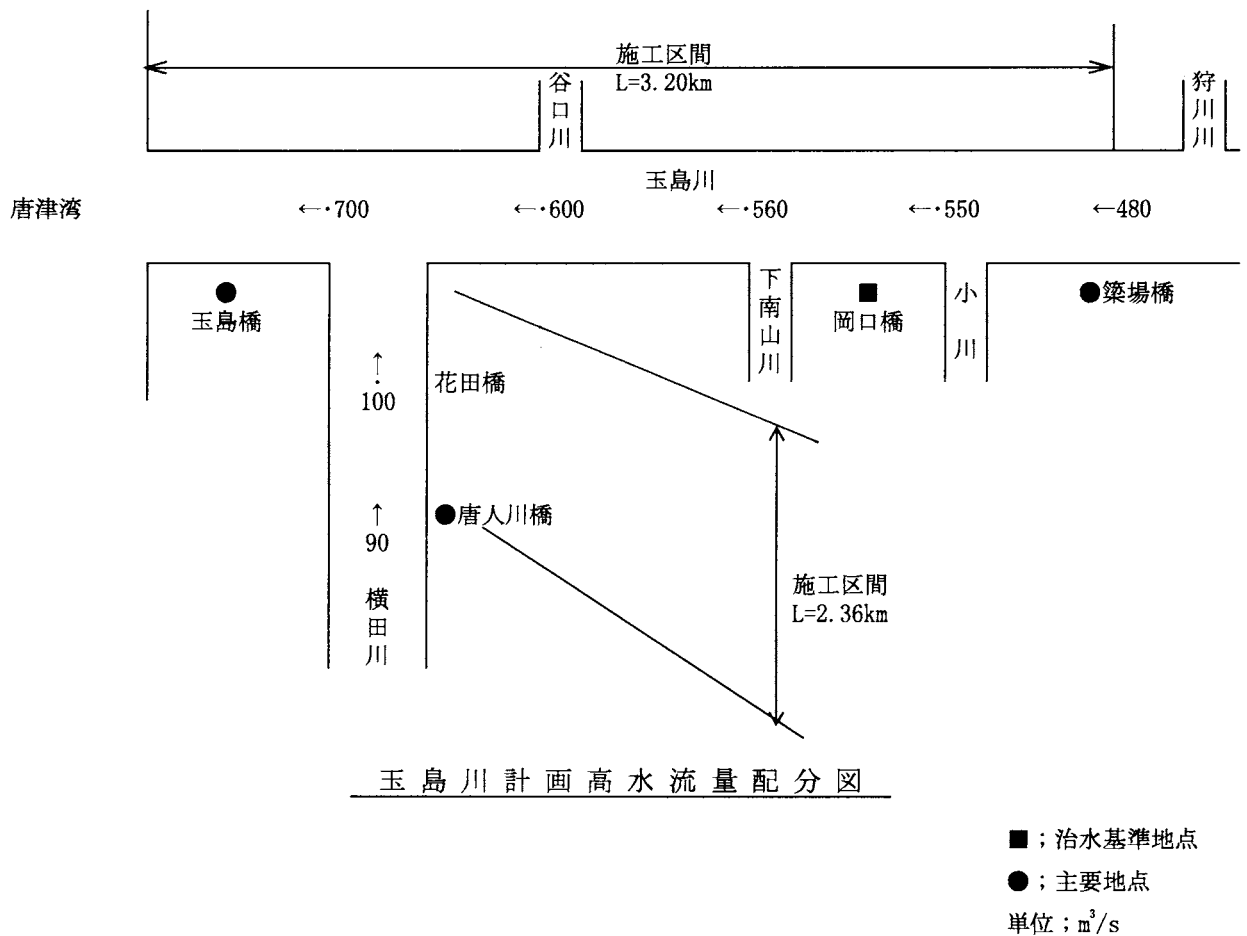 施工区間
L=3.20km
谷口川
狩川川
玉島川
唐津湾
←·700
←·600
←·560
←·550
←480
玉島橋
下南山川
岡口橋
小川
簗場橋
↑·100
花田橋
↑90
唐人川橋
横田川
施工区間
L=2.36km
玉島川計画高水流量配分図
■；治水基準地点
●；主要地点
単位；m³/s